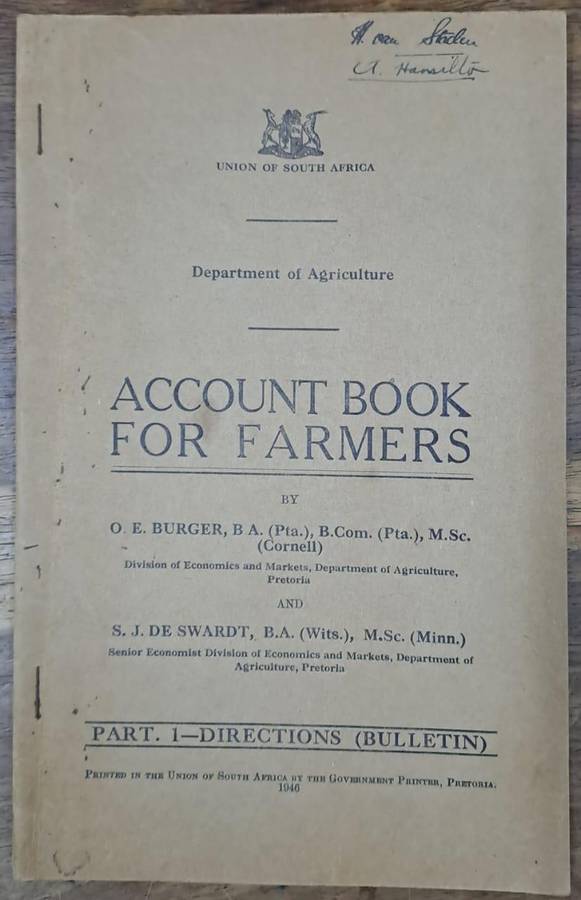 H. van Staden
A. Hamilton
UNION OF SOUTH AFRICA
Department of Agriculture
ACCOUNT BOOK
FOR FARMERS
BY
O. E. BURGER, B A. (Pta.), B.Com. (Pta.), M.Sc.
(Cornell)
Division of Economics and Markets, Department of Agriculture,
Pretoria
AND
S. J. DE SWARDT, B.A. (Wits.), M.Sc. (Minn.)
Senior Economist Division of Economics and Markets, Department of
Agriculture, Pretoria
PART. 1—DIRECTIONS (BULLETIN)
PRINTED IN THE UNION OF SOUTH AFRICA BY THE GOVERNMENT PRINTER, PRETORIA.
1946